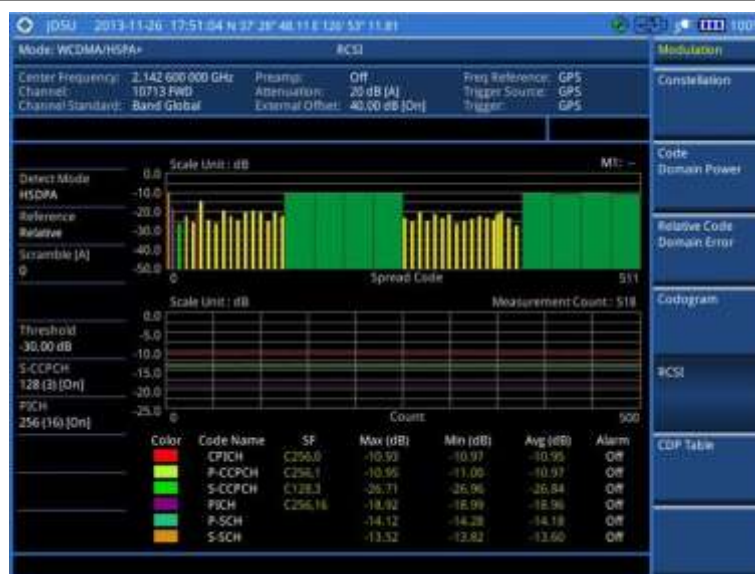 JDSU 2013-11-26 17:51:04 N 37° 28" 48.11 E 126° 53" 11.81 100
Mode: WCDMA/HSPA+ RCSI Modulation
Center Frequency: 2.142 600 000 GHz Preamp: Off Freq Reference: GPS
Channel: 10713 FWD Attenuation: 20 dB [A] Trigger Source: GPS
Channel Standard: Band Global External Offset: 40.00 dB [On] Trigger: GPS
Constellation
Code
Domain Power
Relative Code
Domain Error
Codogram
RCSI
CDP Table
Detect Mode
HSDPA
Reference
Relative
Scramble [A]
0
Threshold
-30.00 dB
S-CCPCH
128 (3) [On]
PICH
256 (16) [On]
Scale Unit : dB M1: --
0.0
-10.0
-20.0
-30.0
-40.0
-50.0
0 Spread Code 511
Scale Unit : dB Measurement Count : 518
0.0
-5.0
-10.0
-15.0
-20.0
-25.0
0 Count 500
Color Code Name SF Max (dB) Min (dB) Avg (dB) Alarm
CPICH C256,0 -10.93 -10.97 -10.95 Off
P-CCPCH C256,1 -10.95 -11.00 -10.97 Off
S-CCPCH C128,3 -26.71 -26.96 -26.84 Off
PICH C256,16 -18.92 -18.99 -18.96 Off
P-SCH -14.12 -14.28 -14.18 Off
S-SCH -13.52 -13.82 -13.60 Off